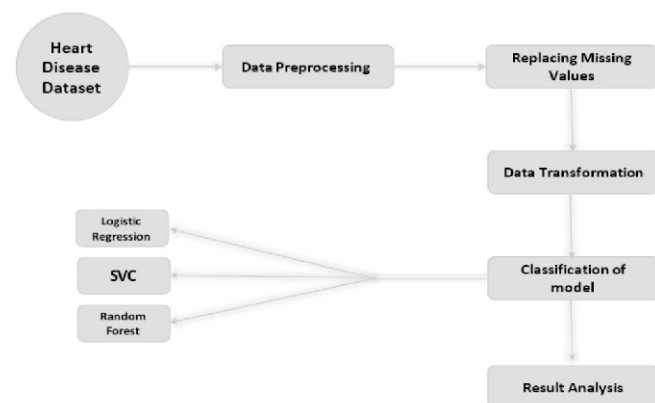 Heart
Disease
Dataset
Data Preprocessing
Replacing Missing
Values
Data Transformation
Logistic
Regression
SVC
Random
Forest
Classification of
model
Result Analysis